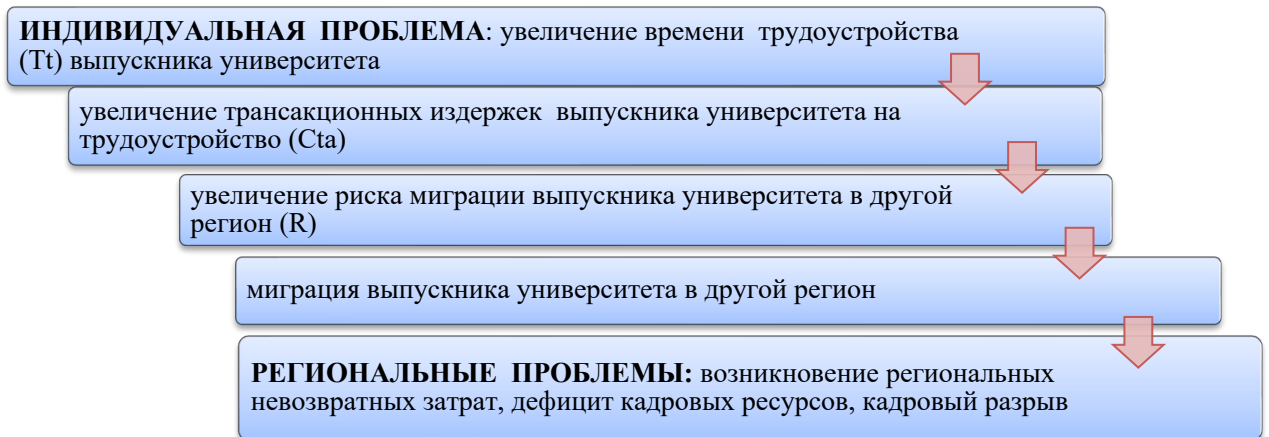 ИНДИВИДУАЛЬНАЯ ПРОБЛЕМА: увеличение времени трудоустройства
(Tt) выпускника университета
увеличение трансакционных издержек выпускника университета на
трудоустройство (Cta)
увеличение риска миграции выпускника университета в другой
регион (R)
миграция выпускника университета в другой регион
РЕГИОНАЛЬНЫЕ ПРОБЛЕМЫ: возникновение региональных
невозвратных затрат, дефицит кадровых ресурсов, кадровый разрыв